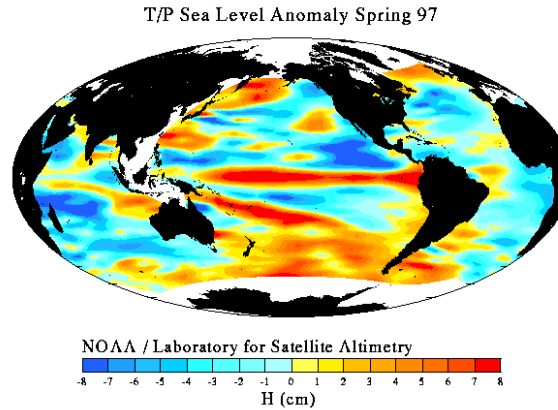 T/P Sea Level Anomaly Spring 97
NOAA / Laboratory for Satellite Altimetry
-8 -7 -6 -5 -4 -3 -2 -1 0 1 2 3 4 5 6 7 8
H (cm)